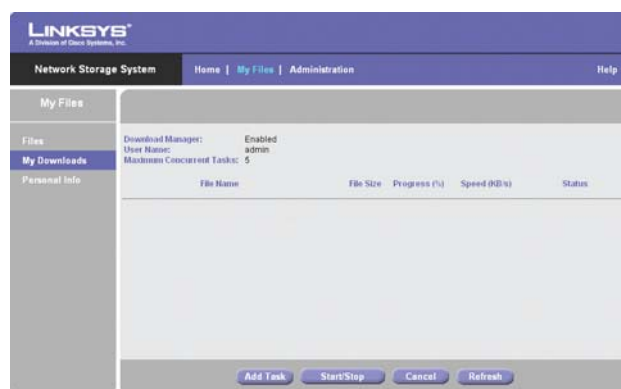 LINKSYS®
A Division of Cisco Systems, Inc.
Network Storage System Home | My Files | Administration Help
My Files
Files
My Downloads
Personal Info
Download Manager: Enabled
User Name: admin
Maximum Concurrent Tasks: 5
File Name File Size Progress (%) Speed (KB/s) Status
Add Task Start/Stop Cancel Refresh